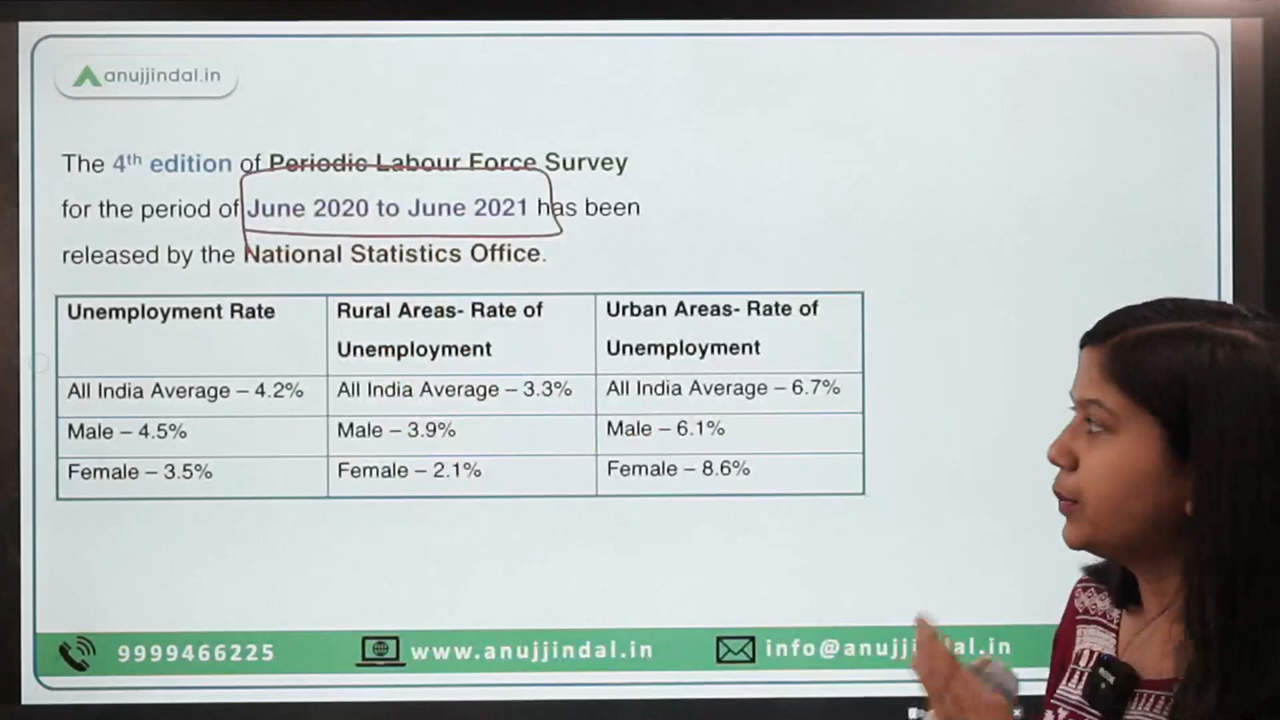 anujjindal.in
The 4th edition of Periodic Labour Force Survey
for the period of June 2020 to June 2021 has been
released by the National Statistics Office.
Unemployment Rate
Rural Areas- Rate of
Unemployment
Urban Areas- Rate of
Unemployment
All India Average – 4.2%
All India Average – 3.3%
All India Average – 6.7%
Male – 4.5%
Male – 3.9%
Male – 6.1%
Female – 3.5%
Female – 2.1%
Female – 8.6%
9999466225
www.anujjindal.in
info@anujjindal.in